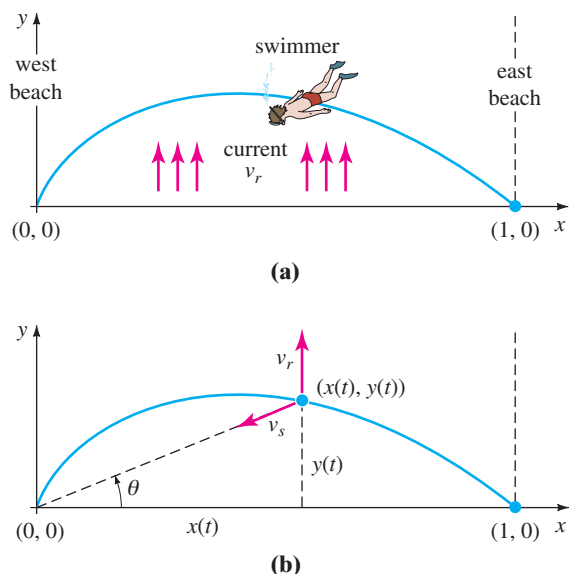 y
west
beach
swimmer
east
beach
current
v_r
(0, 0)
(1, 0)
x
(a)
y
v_r
(x(t), y(t))
v_s
θ
y(t)
(0, 0)
x(t)
(1, 0)
x
(b)